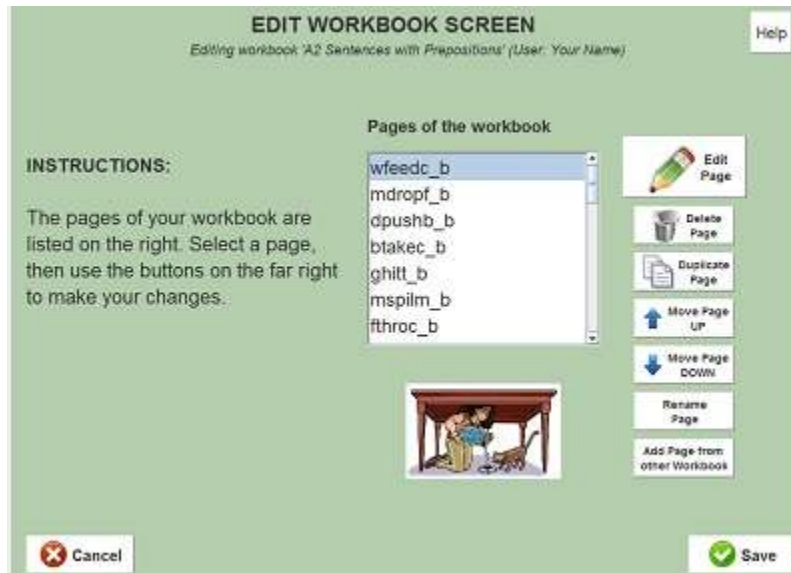 EDIT WORKBOOK SCREEN
Editing workbook 'A2 Sentences with Prepositions' (User: Your Name)
Help
Pages of the workbook
INSTRUCTIONS:
The pages of your workbook are
listed on the right. Select a page,
then use the buttons on the far right
to make your changes.
wfeedc_b
mdropf_b
dpushb_b
btakec_b
ghitt_b
mspilm_b
fthroc_b
Edit
Page
Delete
Page
Duplicate
Page
Move Page
UP
Move Page
DOWN
Rename
Page
Add Page from
other Workbook
Cancel
Save